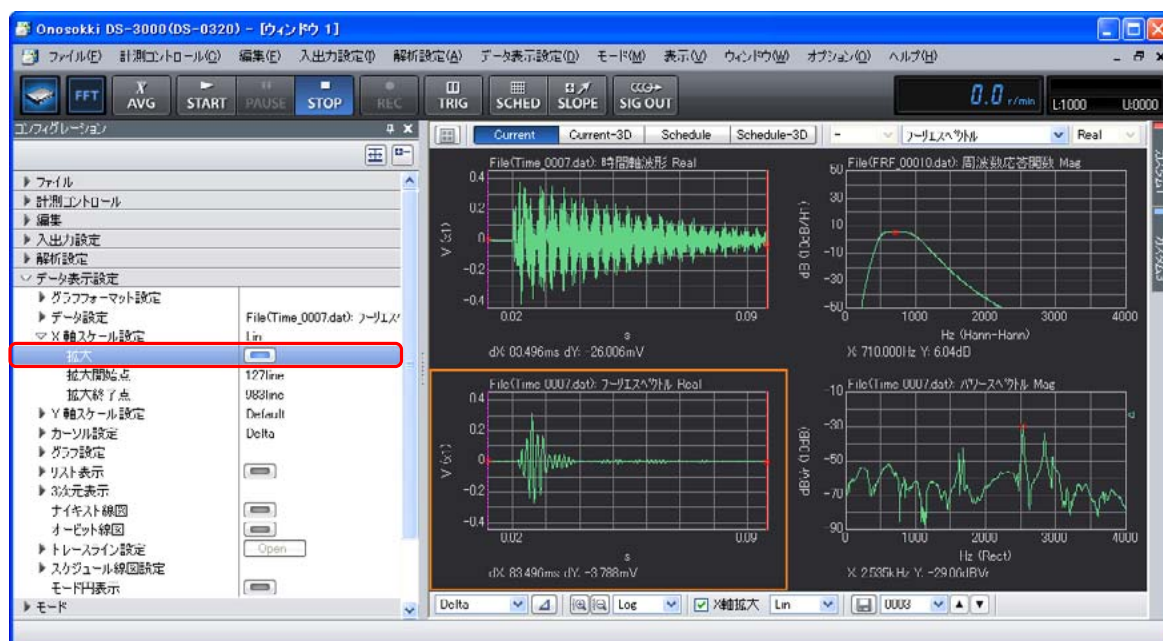 Onosokki DS-3000(DS-0320) - [ウィンドウ 1]
ファイル(F) 計測コントロール(C) 編集(E) 入出力設定(I) 解析設定(A) データ表示設定(D) モード(M) 表示(V) ウィンドウ(W) オプション(O) ヘルプ(H)
FFT X AVG START PAUSE STOP REC TRIG SCHED SLOPE SIG OUT 0.0 r/min L:1000 U:0000
コンフィグレーション
Current Current-3D Schedule Schedule-3D - フーリエスペクトル Real
ファイル
計測コントロール
編集
入出力設定
解析設定
データ表示設定
グラフフォーマット設定
データ設定 File(Time_0007.dat): フーリエス
X 軸スケール設定 Lin
拡大
拡大開始点 127line
拡大終了点 983line
Y 軸スケール設定 Default
カーソル設定 Delta
グラフ設定
リスト表示
3次元表示
ナイキスト線図
オービット線図
トレースライン設定 Open
スケジュール線図設定
モード円表示
モード
File(Time_0007.dat): 時間軸波形 Real
0.4
0.2
0
-0.2
-0.4
V (x1)
0.02 0.09
s
dY: -26.006mV
File(FRF_00010.dat): 周波数応答関数 Mag
30
10
-10
-30
0 1000 2000 3000 4000
Hz (Hann-Hann)
X: 710.000Hz Y: 6.04dB
File(Time_0007.dat): フーリエスペクトル Real
0.4
0.2
0
-0.2
-0.4
V (x1)
0.02 0.09
s
dX: 83.496ms dY: -3.788mV
File(Time_0007.dat): パワースペクトル Mag
-10
-30
-50
-70
-90
dBVr (10dB)
0 1000 2000 3000 4000
Hz (Rect)
X: 2.535kHz Y: -29.06dBVr
Delta Log X軸拡大 Lin 0003